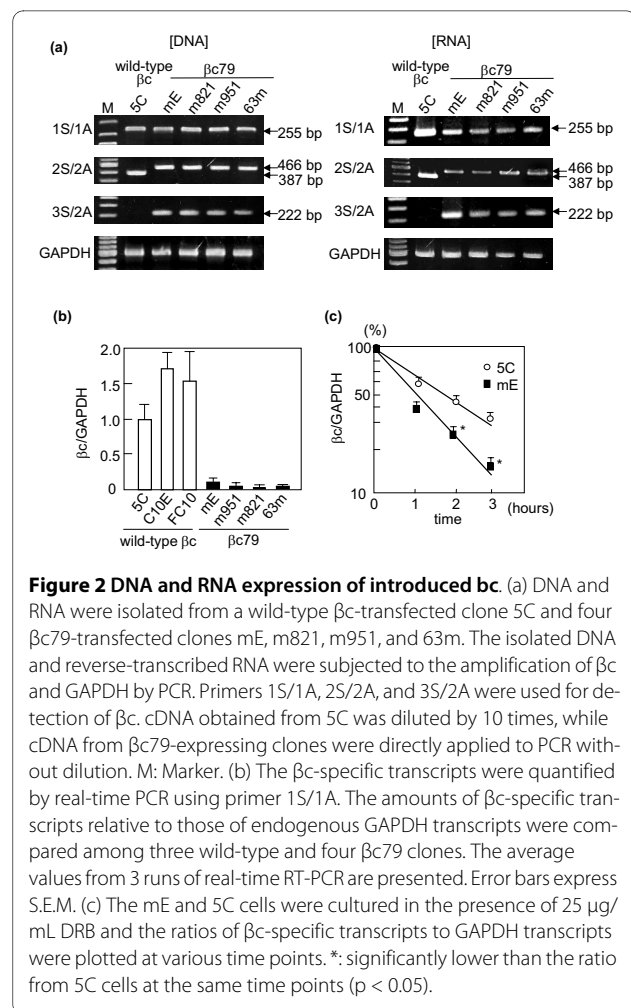 (a)
[DNA]
[RNA]
wild-type βc
βc79
M 5C mE m821 m951 63m
1S/1A
255 bp
2S/2A
466 bp
387 bp
3S/2A
222 bp
GAPDH
wild-type βc
βc79
M 5C mE m821 m951 63m
1S/1A
255 bp
2S/2A
466 bp
387 bp
3S/2A
222 bp
GAPDH
(b)
βc/GAPDH
2.0
1.5
1.0
0.5
0
5C C10E FC10 mE m951 m821 63m
wild-type βc
βc79
(c)
(%)
βc/GAPDH
100
50
10
5C
mE
*
*
0 1 2 3 (hours)
time
Figure 2 DNA and RNA expression of introduced bc. (a) DNA and
RNA were isolated from a wild-type βc-transfected clone 5C and four
βc79-transfected clones mE, m821, m951, and 63m. The isolated DNA
and reverse-transcribed RNA were subjected to the amplification of βc
and GAPDH by PCR. Primers 1S/1A, 2S/2A, and 3S/2A were used for de-
tection of βc. cDNA obtained from 5C was diluted by 10 times, while
cDNA from βc79-expressing clones were directly applied to PCR with-
out dilution. M: Marker. (b) The βc-specific transcripts were quantified
by real-time PCR using primer 1S/1A. The amounts of βc-specific tran-
scripts relative to those of endogenous GAPDH transcripts were com-
pared among three wild-type and four βc79 clones. The average
values from 3 runs of real-time RT-PCR are presented. Error bars express
S.E.M. (c) The mE and 5C cells were cultured in the presence of 25 μg/
mL DRB and the ratios of βc-specific transcripts to GAPDH transcripts
were plotted at various time points. *: significantly lower than the ratio
from 5C cells at the same time points (p < 0.05).